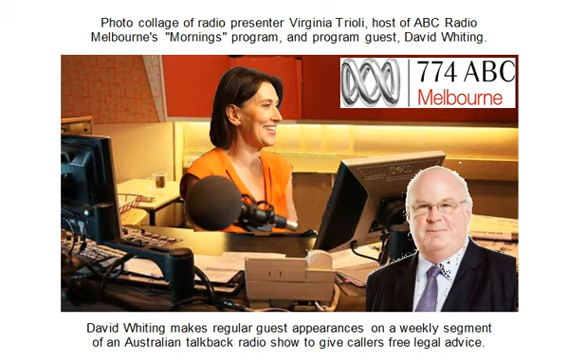 Photo collage of radio presenter Virginia Trioli, host of ABC Radio
Melbourne's "Mornings" program, and program guest, David Whiting.
774 ABC
Melbourne
David Whiting makes regular guest appearances on a weekly segment
of an Australian talkback radio show to give callers free legal advice.